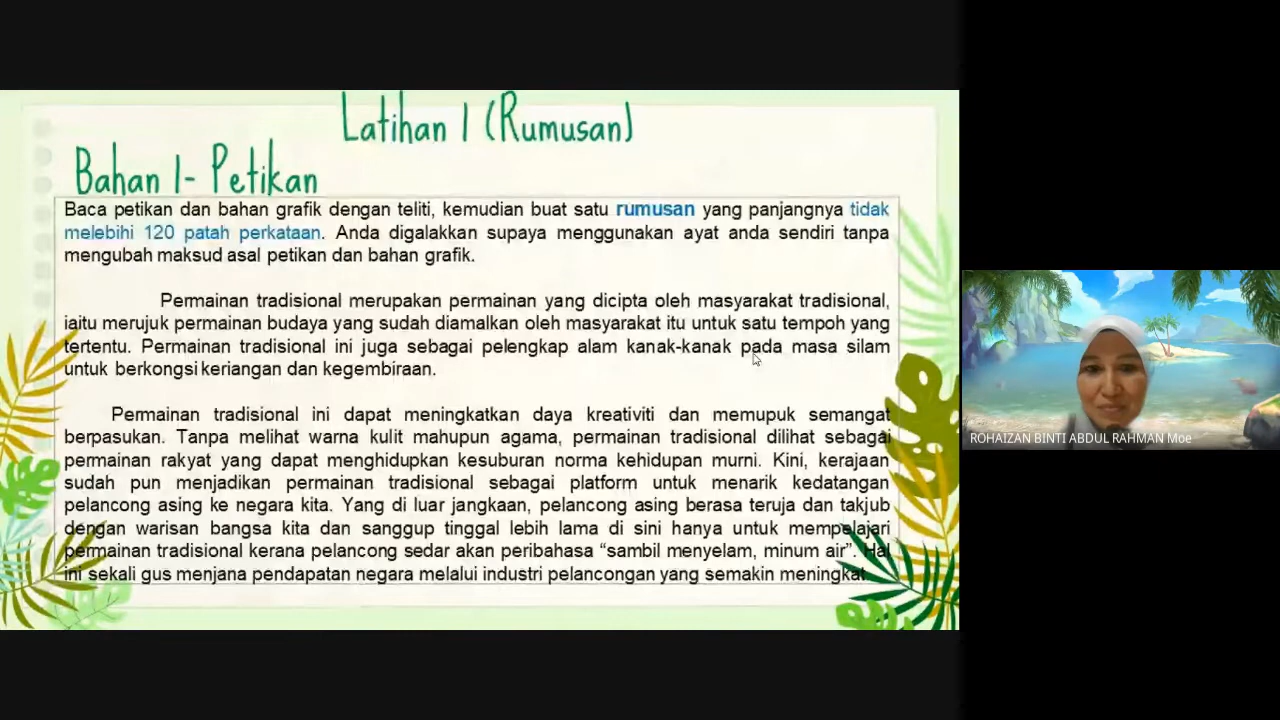 Latihan 1 (Rumusan)
Bahan 1- Petikan
Baca petikan dan bahan grafik dengan teliti, kemudian buat satu rumusan yang panjangnya tidak
melebihi 120 patah perkataan. Anda digalakkan supaya menggunakan ayat anda sendiri tanpa
mengubah maksud asal petikan dan bahan grafik.
Permainan tradisional merupakan permainan yang dicipta oleh masyarakat tradisional,
iaitu merujuk permainan budaya yang sudah diamalkan oleh masyarakat itu untuk satu tempoh yang
tertentu. Permainan tradisional ini juga sebagai pelengkap alam kanak-kanak pada masa silam
untuk berkongsi keriangan dan kegembiraan.
Permainan tradisional ini dapat meningkatkan daya kreativiti dan memupuk semangat
berpasukan. Tanpa melihat warna kulit mahupun agama, permainan tradisional dilihat sebagai
permainan rakyat yang dapat menghidupkan kesuburan norma kehidupan murni. Kini, kerajaan
sudah pun menjadikan permainan tradisional sebagai platform untuk menarik kedatangan
pelancong asing ke negara kita. Yang di luar jangkaan, pelancong asing berasa teruja dan takjub
dengan warisan bangsa kita dan sanggup tinggal lebih lama di sini hanya untuk mempelajari
permainan tradisional kerana pelancong sedar akan peribahasa “sambil menyelam, minum air”. Hal
ini sekali gus menjana pendapatan negara melalui industri pelancongan yang semakin meningkat.
ROHAIZAN BINTI ABDUL RAHMAN Moe